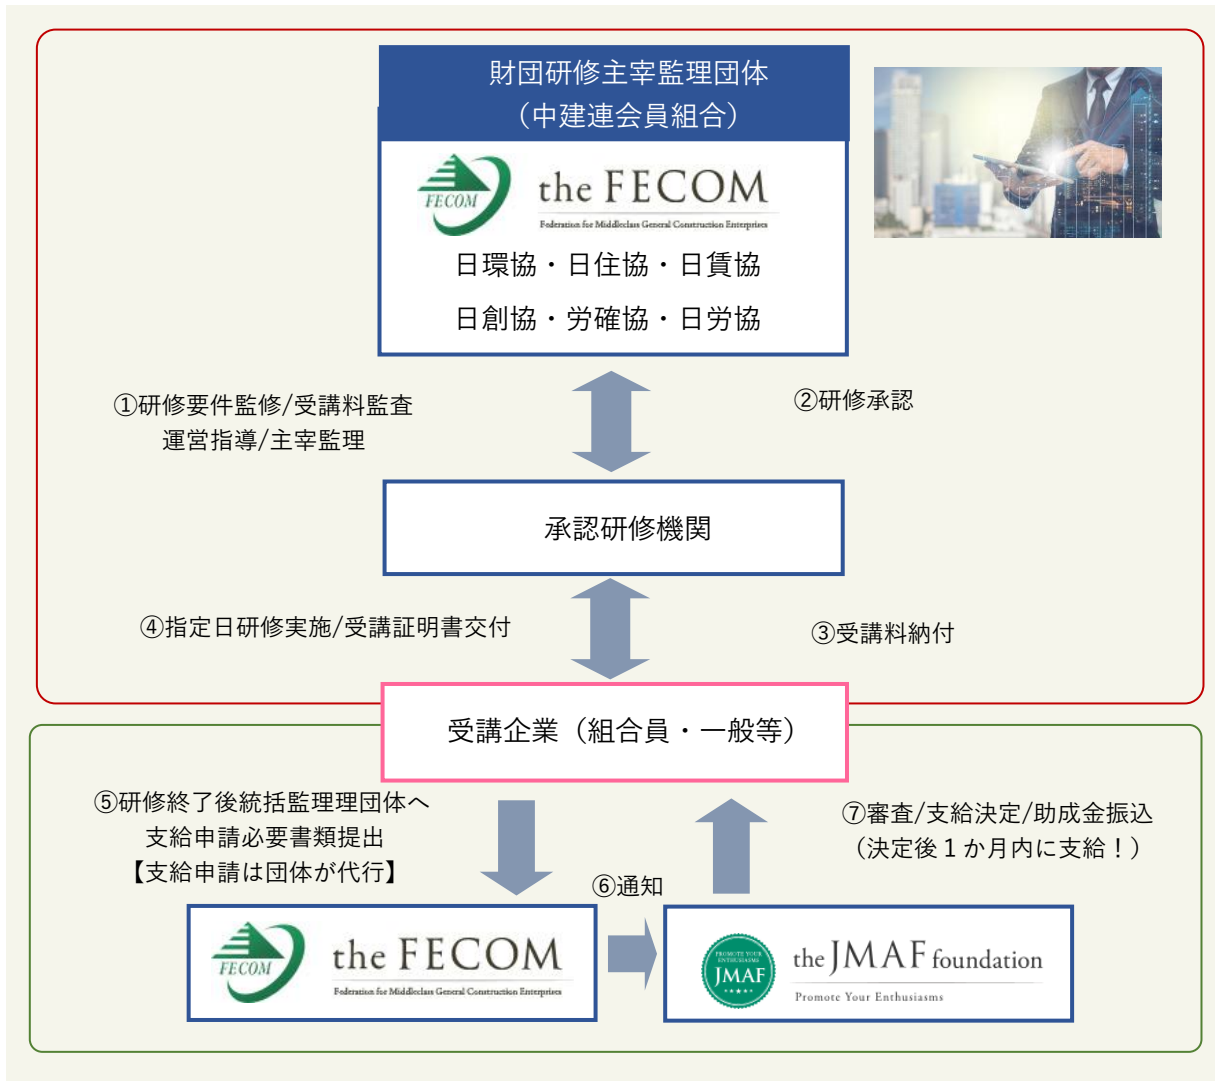 財団研修主宰監理団体
（中建連会員組合）
FECOM
the FECOM
Federation for Middleclass General Construction Enterprises
日環協・日住協・日賃協
日創協・労確協・日労協
①研修要件監修/受講料監査
運営指導/主宰監理
②研修承認
承認研修機関
④指定日研修実施/受講証明書交付
③受講料納付
受講企業（組合員・一般等）
⑤研修終了後統括監理理団体へ
支給申請必要書類提出
【支給申請は団体が代行】
⑦審査/支給決定/助成金振込
（決定後１か月内に支給！）
⑥通知
FECOM
the FECOM
Federation for Middleclass General Construction Enterprises
PROMOTE YOUR
ENTHUSIASMS
JMAF
the JMAF foundation
Promote Your Enthusiasms